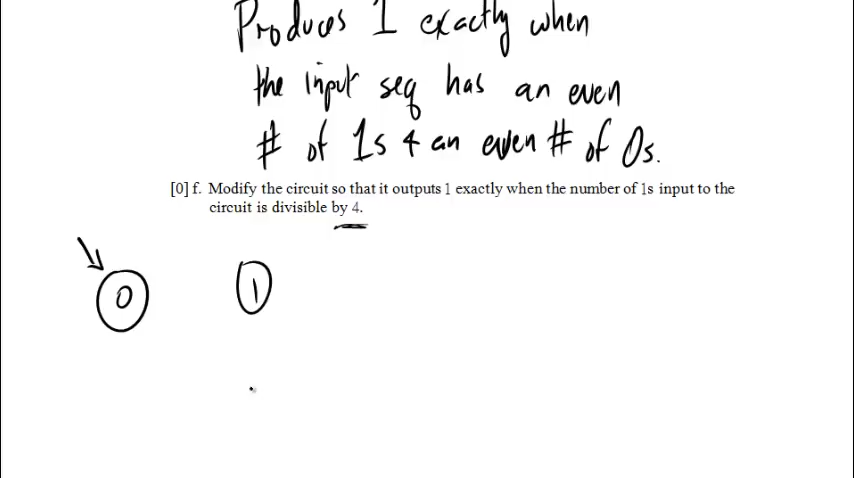 Produces 1 exactly when
the input seq has an even
# of 1s & an even # of 0s.
[0] f. Modify the circuit so that it outputs 1 exactly when the number of 1s input to the
circuit is divisible by 4.
0 1